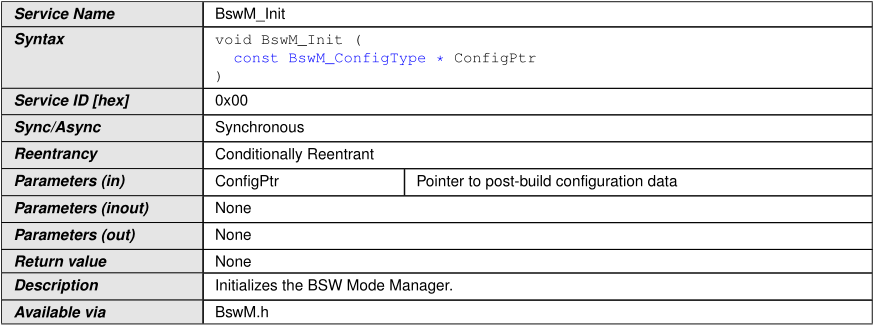 Service Name BswM_Init
Syntax void BswM_Init (
const BswM_ConfigType * ConfigPtr
)
Service ID [hex] 0x00
Sync/Async Synchronous
Reentrancy Conditionally Reentrant
Parameters (in) ConfigPtr Pointer to post-build configuration data
Parameters (inout) None
Parameters (out) None
Return value None
Description Initializes the BSW Mode Manager.
Available via BswM.h